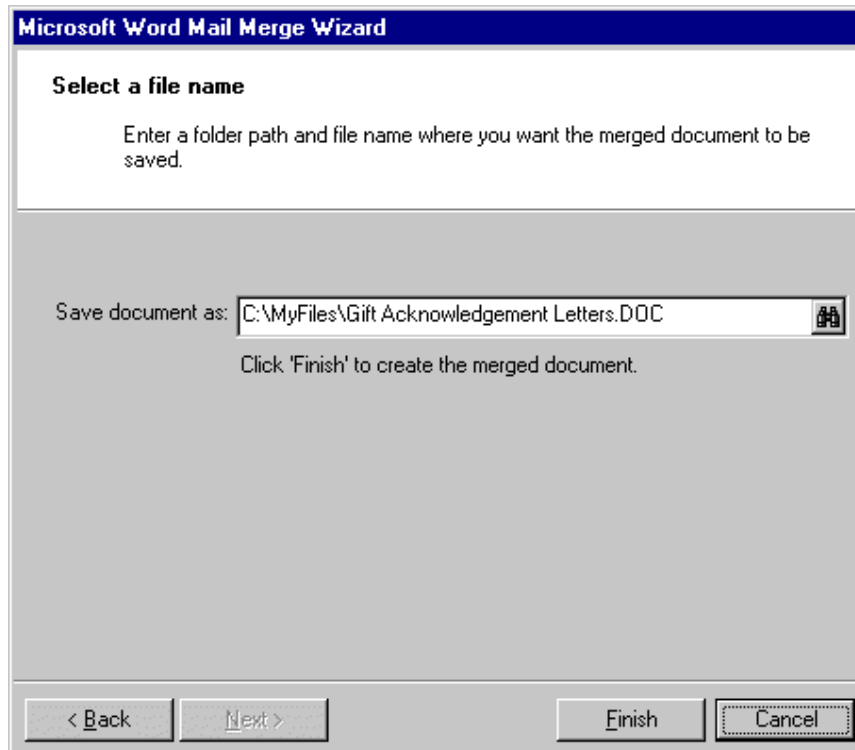 Microsoft Word Mail Merge Wizard
Select a file name
Enter a folder path and file name where you want the merged document to be
saved.
Save document as: C:\MyFiles\Gift Acknowledgement Letters.DOC
Click 'Finish' to create the merged document.
< Back Next > Finish Cancel